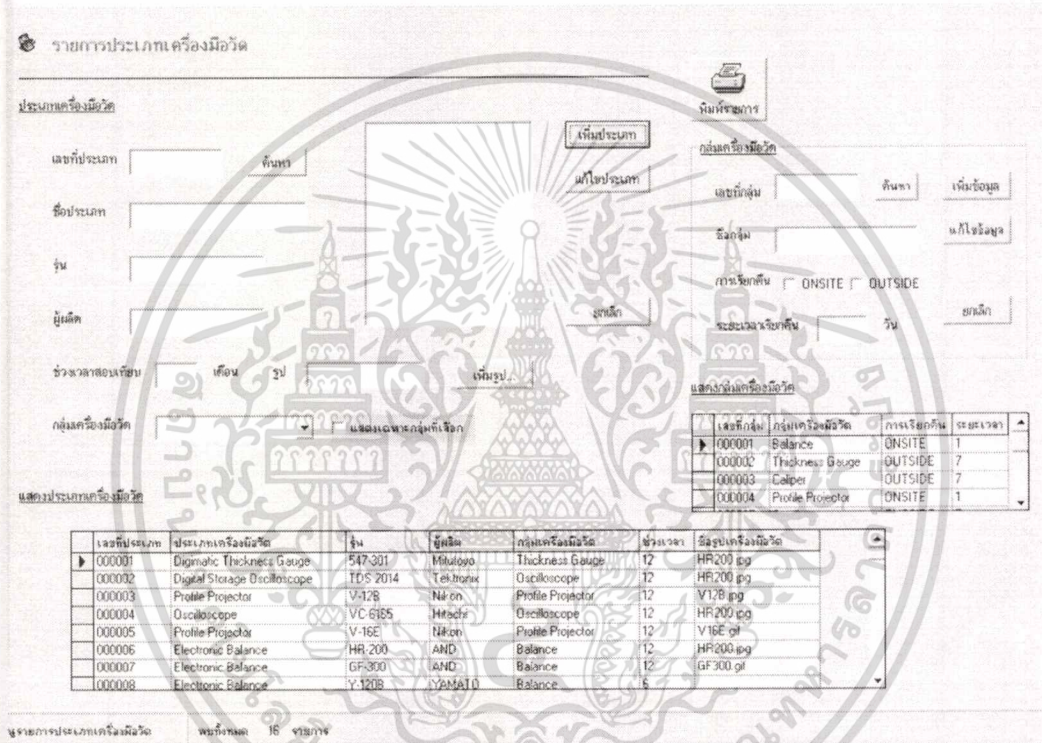 รายการประเภทเครื่องมือวัด
พิมพ์รายการ
ประเภทเครื่องมือวัด
เลขที่ประเภท
ค้นหา
ชื่อประเภท
รุ่น
ผู้ผลิต
ช่วงเวลาสอบเทียบ เดือน รูป
เพิ่มรูป...
กลุ่มเครื่องมือวัด
แสดงเฉพาะกลุ่มที่เลือก
เพิ่มประเภท
แก้ไขประเภท
ยกเลิก
กลุ่มเครื่องมือวัด
เลขที่กลุ่ม ค้นหา เพิ่มข้อมูล
ชื่อกลุ่ม แก้ไขข้อมูล
การเรียกคืน ONSITE OUTSIDE
ระยะเวลาเรียกคืน วัน ยกเลิก
แสดงกลุ่มเครื่องมือวัด
เลขที่กลุ่ม กลุ่มเครื่องมือวัด การเรียกคืน ระยะเวลา
000001 Balance ONSITE 1
000002 Thickness Gauge OUTSIDE 7
000003 Caliper OUTSIDE 7
000004 Profile Projector ONSITE 1
แสดงประเภทเครื่องมือวัด
เลขที่ประเภท ประเภทเครื่องมือวัด รุ่น ผู้ผลิต กลุ่มเครื่องมือวัด ช่วงเวลา ชื่อรูปเครื่องมือวัด
000001 Digimatic Thickness Gauge 547-301 Mitutoyo Thickness Gauge 12 HR200.jpg
000002 Digital Storage Oscilloscope TDS 2014 Tektronix Oscilloscope 12 HR200.jpg
000003 Profile Projector V-12B Nikon Profile Projector 12 V12B.jpg
000004 Oscilloscope VC-6165 Hitachi Oscilloscope 12 HR200.jpg
000005 Profile Projector V-16E Nikon Profile Projector 12 V16E.gif
000006 Electronic Balance HR-200 AND Balance 12 HR200.jpg
000007 Electronic Balance GF-300 AND Balance 12 GF300.gif
000008 Electronic Balance Y-120B YAMATO Balance 6
ดูรายการประเภทเครื่องมือวัด พบทั้งหมด 16 รายการ